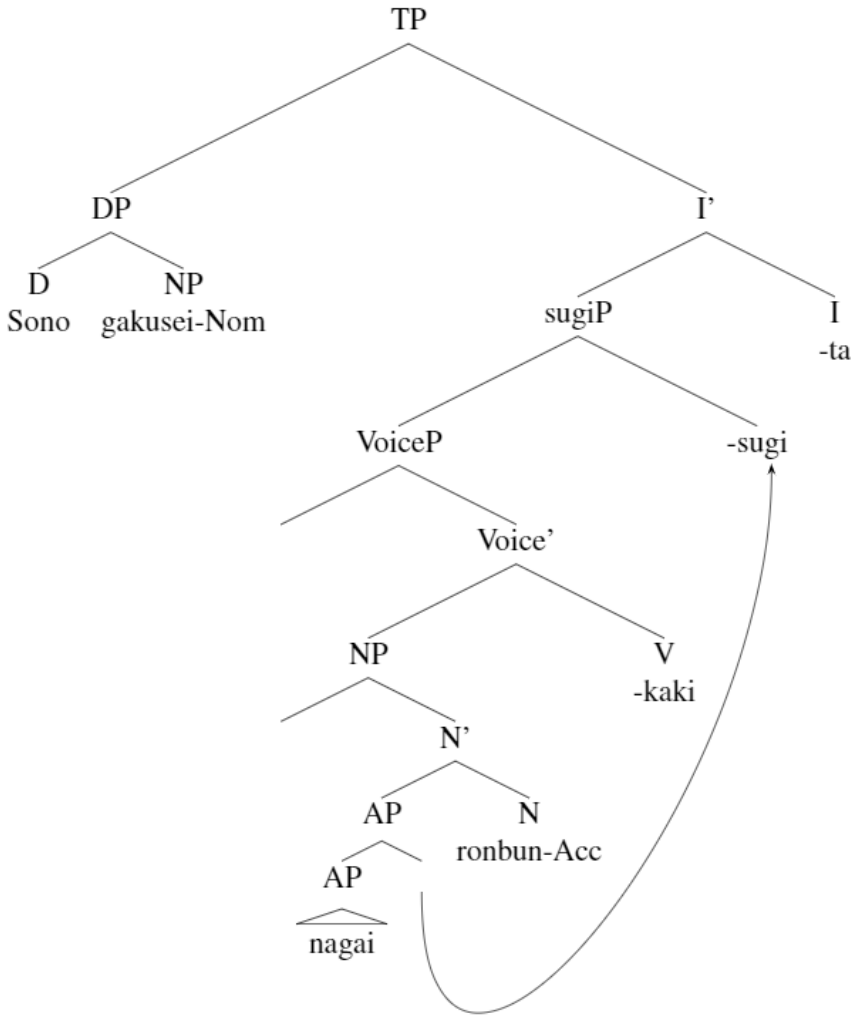 TP
DP I'
D NP sugiP I
Sono gakusei-Nom -ta
VoiceP -sugi
Voice'
NP V
-kaki
N'
AP N
ronbun-Acc
AP
nagai